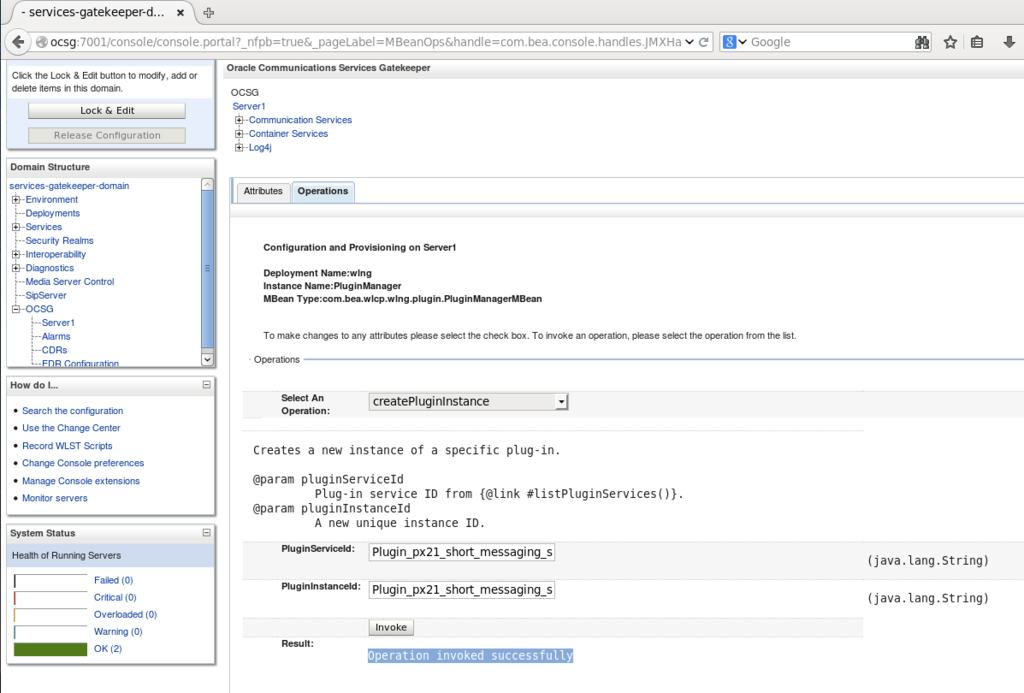 - services-gatekeeper-d...
ocsg:7001/console/console.portal?_nfpb=true&_pageLabel=MBeanOps&handle=com.bea.console.handles.JMXHa
Google
Click the Lock & Edit button to modify, add or
delete items in this domain.
Lock & Edit
Release Configuration
Domain Structure
services-gatekeeper-domain
Environment
Deployments
Services
Security Realms
Interoperability
Diagnostics
Media Server Control
SipServer
OCSG
Server1
Alarms
CDRs
EDR Configuration
How do I...
Search the configuration
Use the Change Center
Record WLST Scripts
Change Console preferences
Manage Console extensions
Monitor servers
System Status
Health of Running Servers
Failed (0)
Critical (0)
Overloaded (0)
Warning (0)
OK (2)
Oracle Communications Services Gatekeeper
OCSG
Server1
Communication Services
Container Services
Log4j
Attributes Operations
Configuration and Provisioning on Server1
Deployment Name:wlng
Instance Name:PluginManager
MBean Type:com.bea.wlcp.wlng.plugin.PluginManagerMBean
To make changes to any attributes please select the check box. To invoke an operation, please select the operation from the list.
Operations
Select An
Operation:
createPluginInstance
Creates a new instance of a specific plug-in.
@param pluginServiceId
Plug-in service ID from {@link #listPluginServices()}.
@param pluginInstanceId
A new unique instance ID.
PluginServiceId: Plugin_px21_short_messaging_s (java.lang.String)
PluginInstanceId: Plugin_px21_short_messaging_s (java.lang.String)
Invoke
Result:
Operation invoked successfully